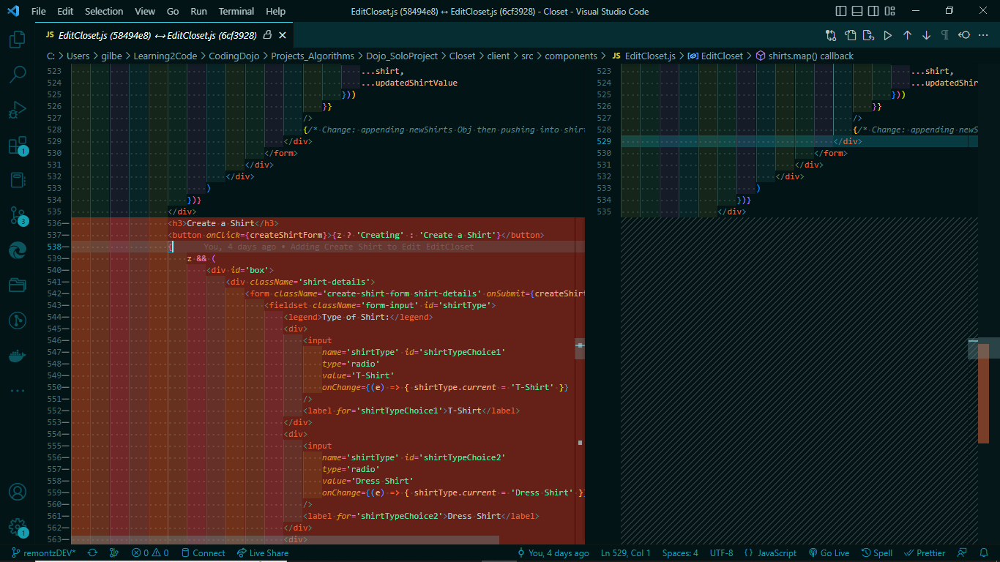 File Edit Selection View Go Run Terminal Help EditCloset.js (58494e8) ↔ EditCloset.js (6cf3928) - Closet - Visual Studio Code
JS EditCloset.js (58494e8) ↔ EditCloset.js (6cf3928)
C: > Users > gilbe > Learning2Code > CodingDojo > Projects_Algorithms > Dojo_SoloProject > Closet > client > src > components > JS EditCloset.js > EditCloset > shirts.map() callback
523 ...shirt, 523 ...shirt,
524 ...updatedShirtValue 524 ...updatedShir
525 })) 525 }))
526 }} 526 }}
527 /> 527 />
528 {/* Change: appending newShirts Obj then pushing into shir 528 {/* Change: appending newS
529 </div> 529 </div>
530 </form> 530 </form>
531 </div> 531 </div>
532 </div> 532 </div>
533 ) 533 )
534 })} 534 })}
535 </div> 535 </div>
536 <h3>Create a Shirt</h3>
537 <button onClick={createShirtForm}>{z ? 'Creating' : 'Create a Shirt'}</button>
538 { You, 4 days ago • Adding Create Shirt to Edit EditCloset
539 z && (
540 <div id='box'>
541 <div className='shirt-details'>
542 <form className='create-shirt-form shirt-details' onSubmit={createShirt
543 <fieldset className='form-input' id='shirtType'>
544 <legend>Type of Shirt:</legend>
545 <div>
546 <input
547 name='shirtType' id='shirtTypeChoice1'
548 type='radio'
549 value='T-Shirt'
550 onChange={(e) => { shirtType.current = 'T-Shirt' }}
551 />
552 <label for='shirtTypeChoice1'>T-Shirt</label>
553 </div>
554 <div>
555 <input
556 name='shirtType' id='shirtTypeChoice2'
557 type='radio'
558 value='Dress Shirt'
559 onChange={(e) => { shirtType.current = 'Dress Shirt' }}
560 />
561 <label for='shirtTypeChoice2'>Dress Shirt</label>
562 </div>
563 <div>
1
3
1
remontzDEV* 0 0 Connect Live Share You, 4 days ago Ln 529, Col 1 Spaces: 4 UTF-8 {} JavaScript Go Live Spell Prettier